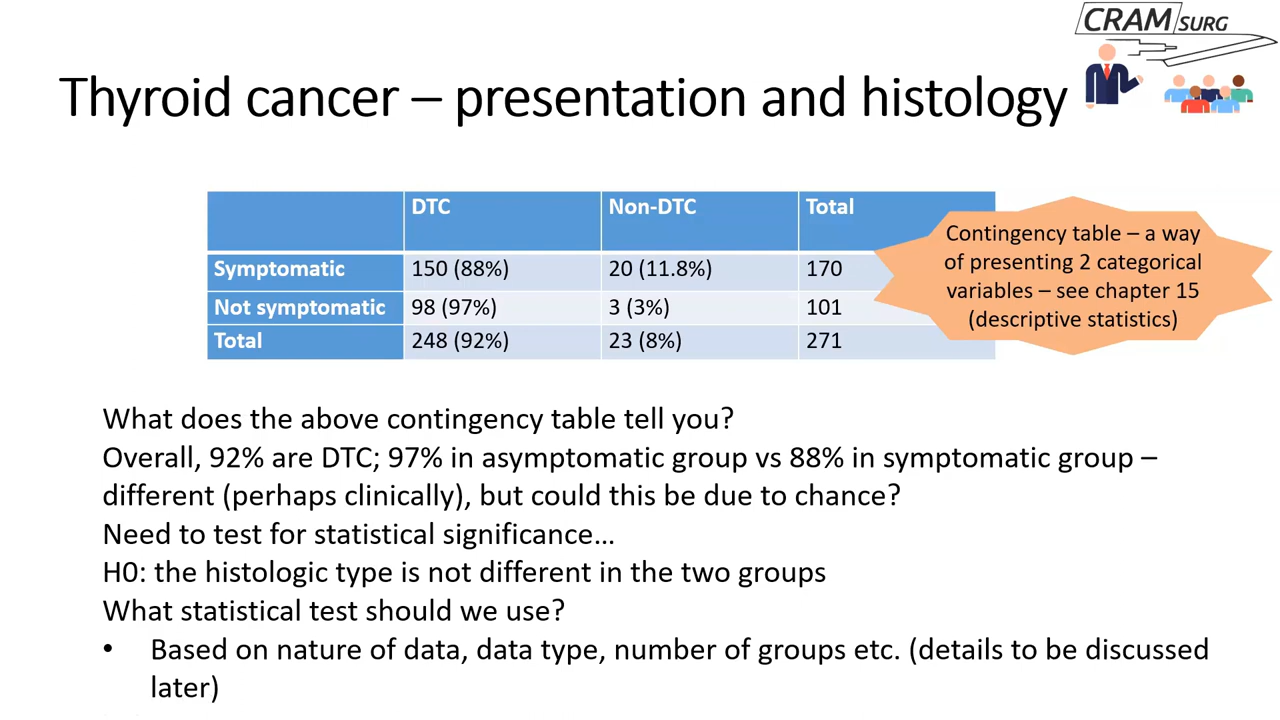 CRAM SURG
Thyroid cancer – presentation and histology
DTC Non-DTC Total
Symptomatic 150 (88%) 20 (11.8%) 170
Not symptomatic 98 (97%) 3 (3%) 101
Total 248 (92%) 23 (8%) 271
Contingency table – a way
of presenting 2 categorical
variables – see chapter 15
(descriptive statistics)
What does the above contingency table tell you?
Overall, 92% are DTC; 97% in asymptomatic group vs 88% in symptomatic group –
different (perhaps clinically), but could this be due to chance?
Need to test for statistical significance…
H0: the histologic type is not different in the two groups
What statistical test should we use?
• Based on nature of data, data type, number of groups etc. (details to be discussed
later)